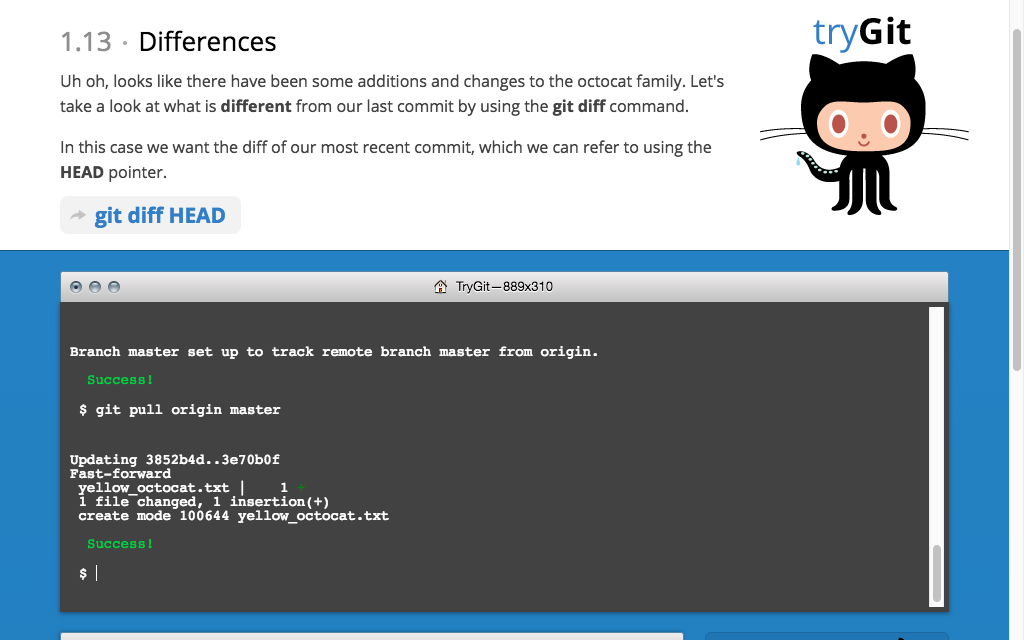 1.13 · Differences
tryGit
Uh oh, looks like there have been some additions and changes to the octocat family. Let's
take a look at what is different from our last commit by using the git diff command.
In this case we want the diff of our most recent commit, which we can refer to using the
HEAD pointer.
git diff HEAD
TryGit — 889x310
Branch master set up to track remote branch master from origin.
Success!
$ git pull origin master
Updating 3852b4d..3e70b0f
Fast-forward
yellow_octocat.txt | 1 +
1 file changed, 1 insertion(+)
create mode 100644 yellow_octocat.txt
Success!
$